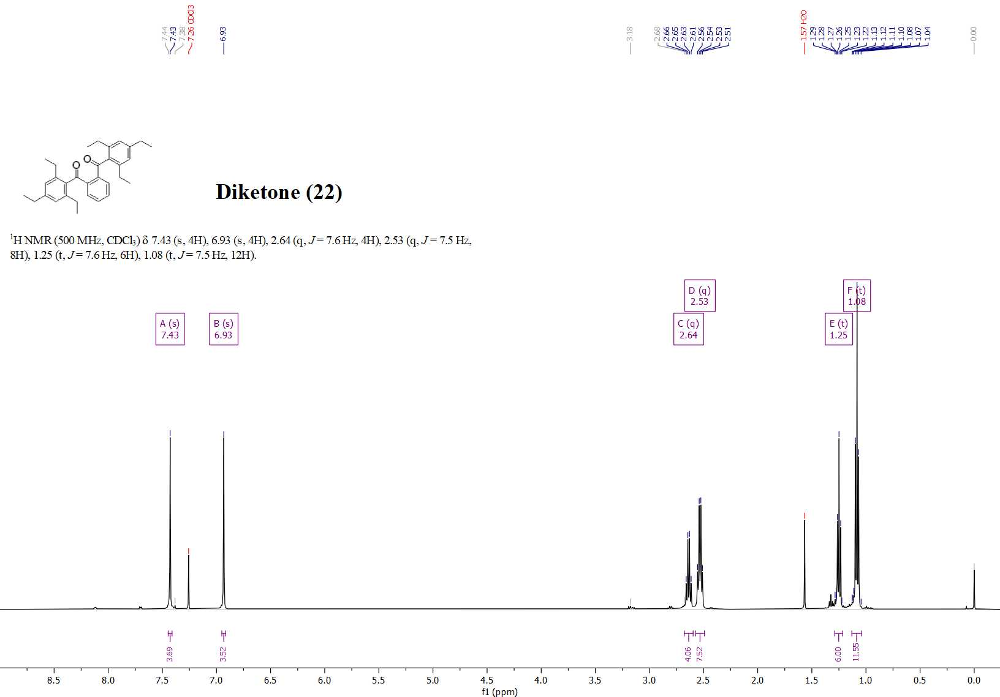 7.44
7.43
7.38
7.26 CDCl3
6.93
3.18
2.68
2.66
2.65
2.63
2.61
2.56
2.54
2.53
2.51
1.57 H2O
1.29
1.28
1.27
1.26
1.25
1.23
1.22
1.13
1.12
1.11
1.10
1.08
1.07
1.04
0.00
O
O
Diketone (22)
¹H NMR (500 MHz, CDCl₃) δ 7.43 (s, 4H), 6.93 (s, 4H), 2.64 (q, J = 7.6 Hz, 4H), 2.53 (q, J = 7.5 Hz,
8H), 1.25 (t, J = 7.6 Hz, 6H), 1.08 (t, J = 7.5 Hz, 12H).
D (q)
2.53
F (t)
1.08
A (s)
7.43
B (s)
6.93
C (q)
2.64
E (t)
1.25
3.69
3.52
4.06
7.52
6.00
11.55
8.5 8.0 7.5 7.0 6.5 6.0 5.5 5.0 4.5 4.0 3.5 3.0 2.5 2.0 1.5 1.0 0.5 0.0
f1 (ppm)